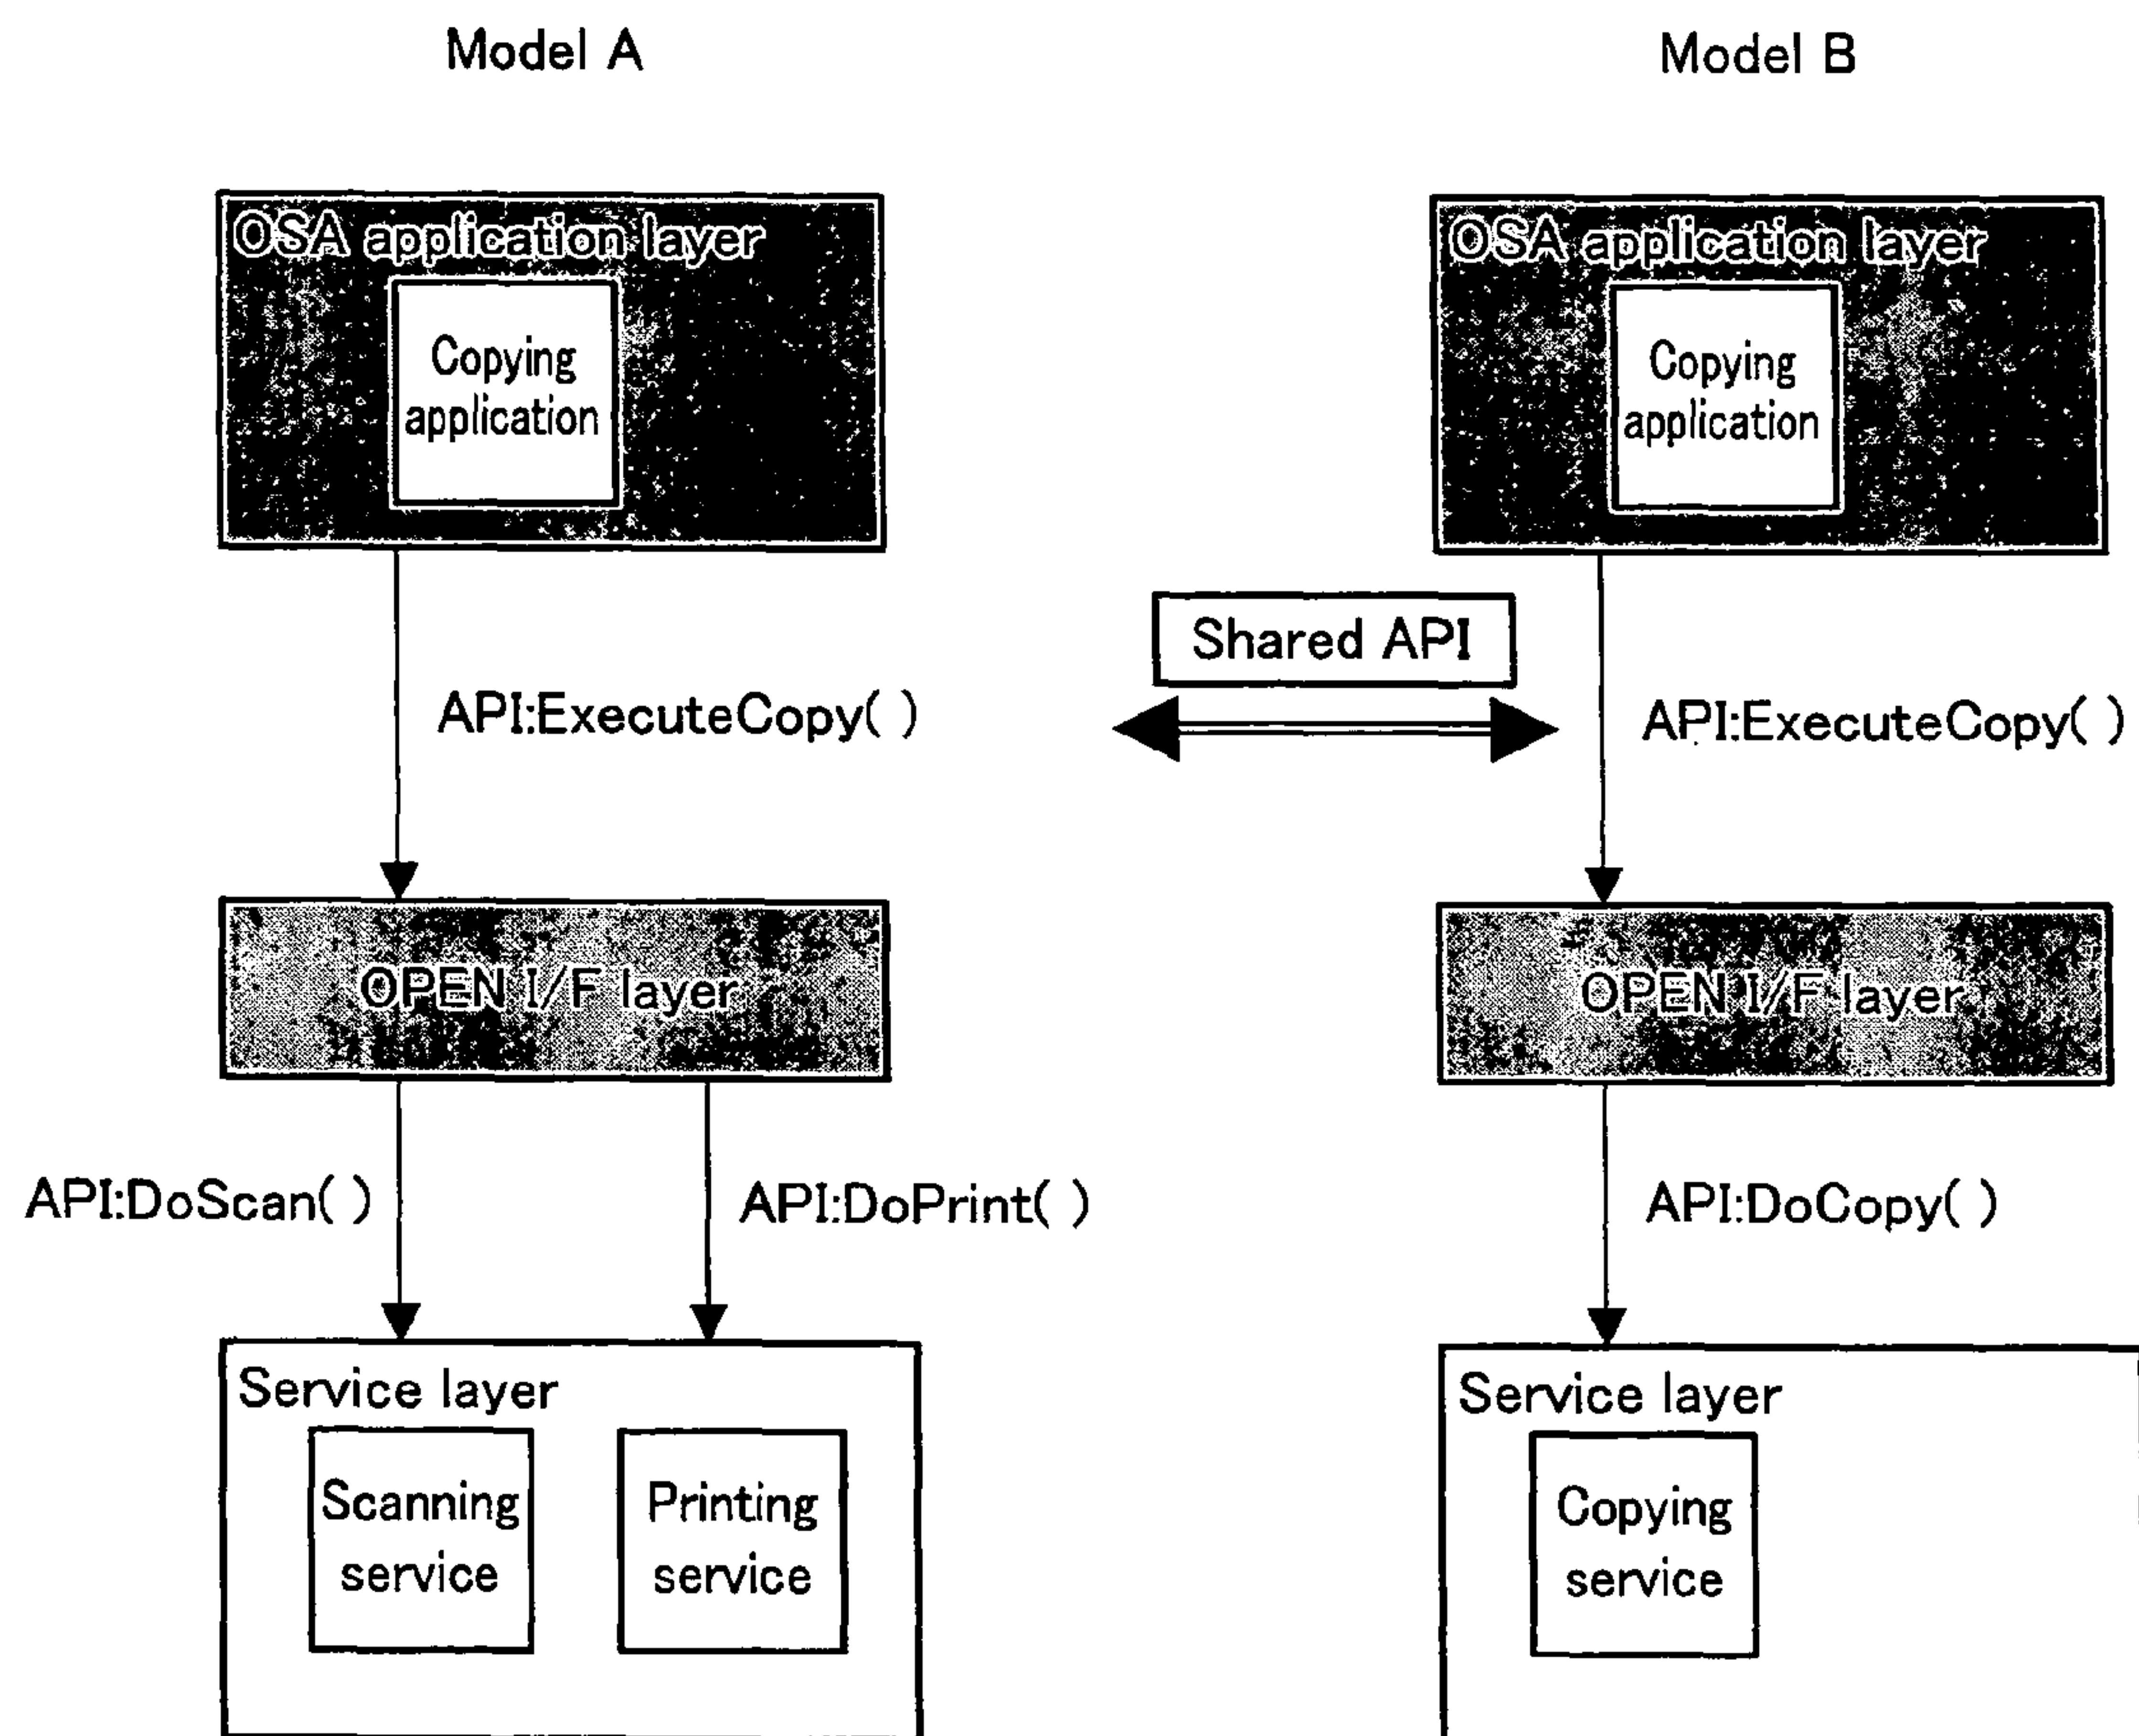 Model A
Model B
OSA application layer
Copying
application
OSA application layer
Copying
application
Shared API
API:ExecuteCopy( )
API:ExecuteCopy( )
OPEN I/F layer
OPEN I/F layer
API:DoScan( )
API:DoPrint( )
API:DoCopy( )
Service layer
Scanning
service
Printing
service
Service layer
Copying
service